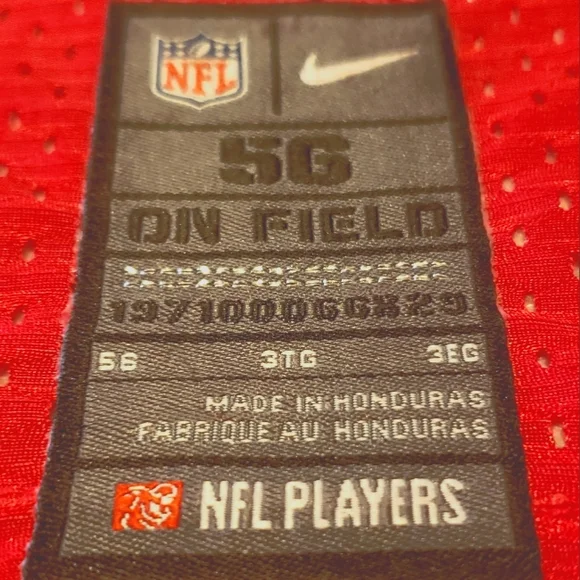 NFL
56
ON FIELD
56 3TG 3EG
MADE IN HONDURAS
FABRIQUE AU HONDURAS
NFL PLAYERS